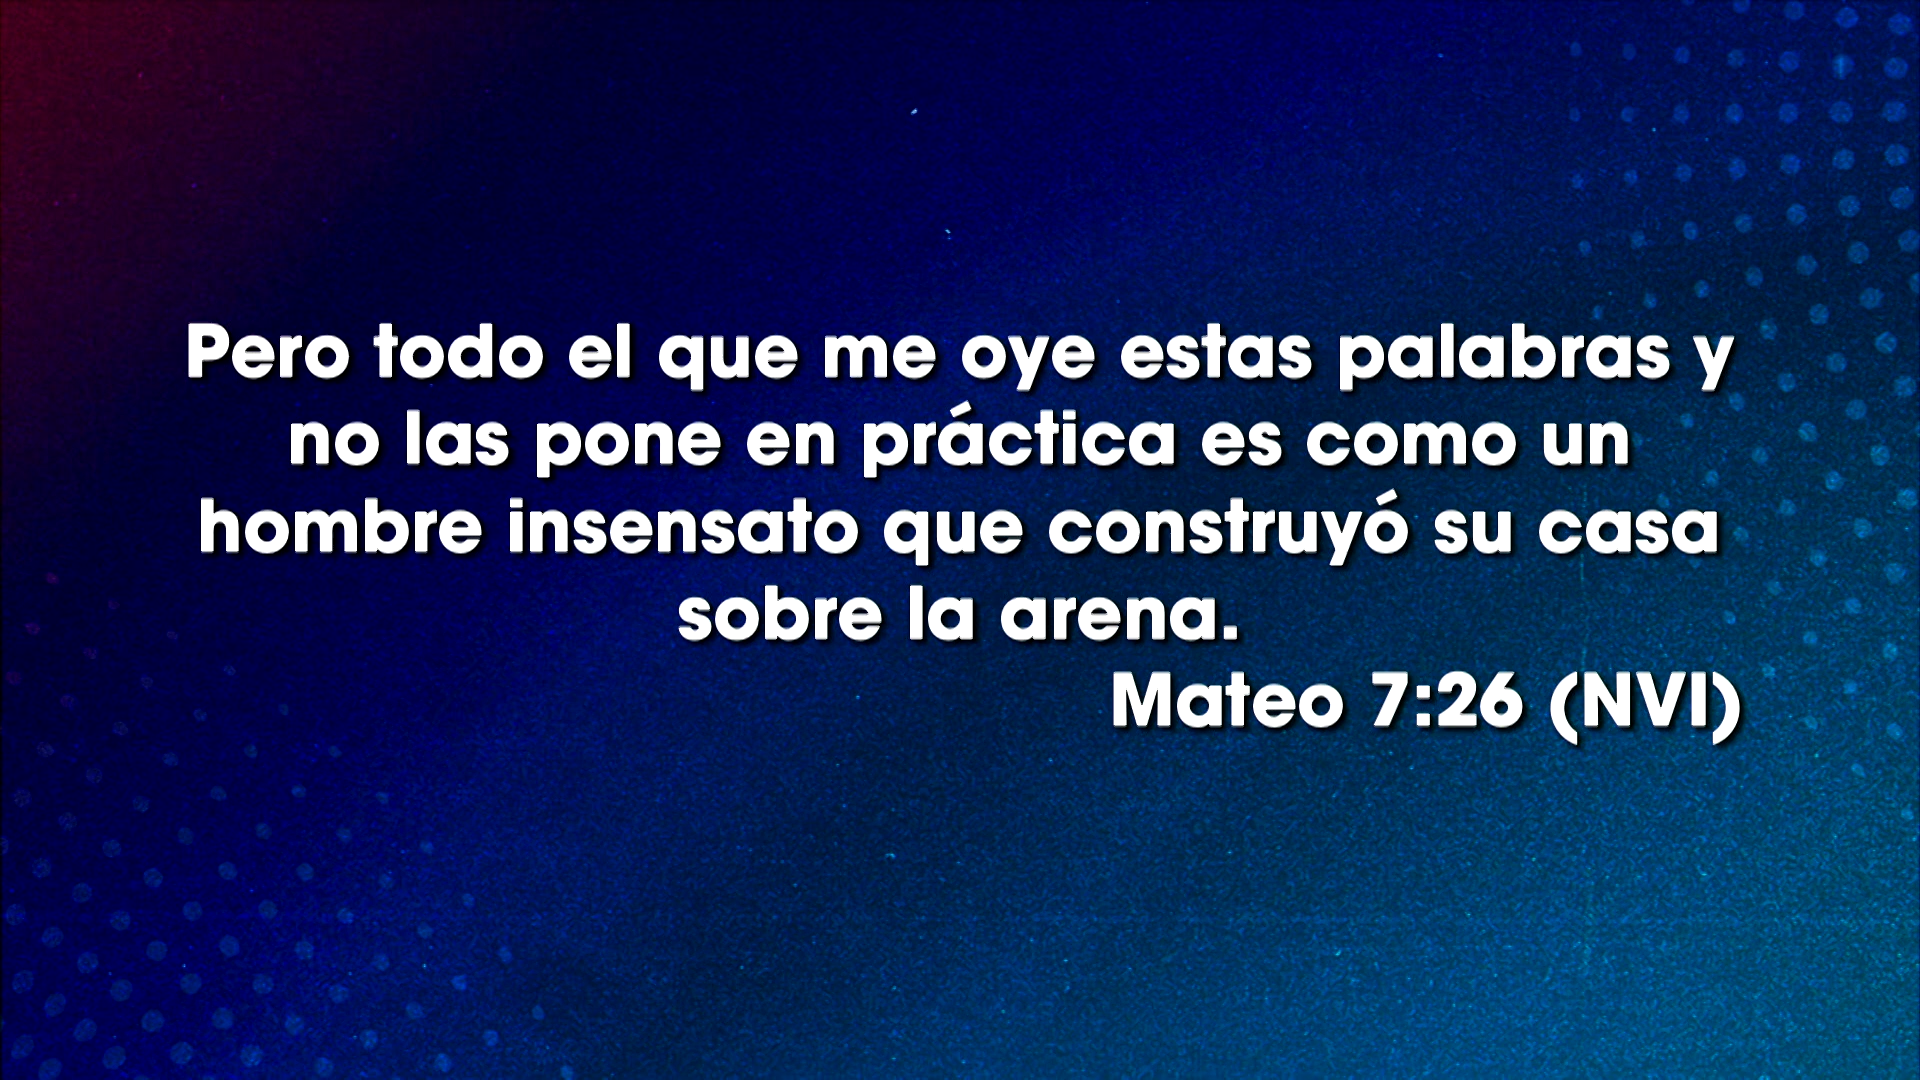 Pero todo el que me oye estas palabras y
no las pone en práctica es como un
hombre insensato que construyó su casa
sobre la arena.
Mateo 7:26 (NVI)